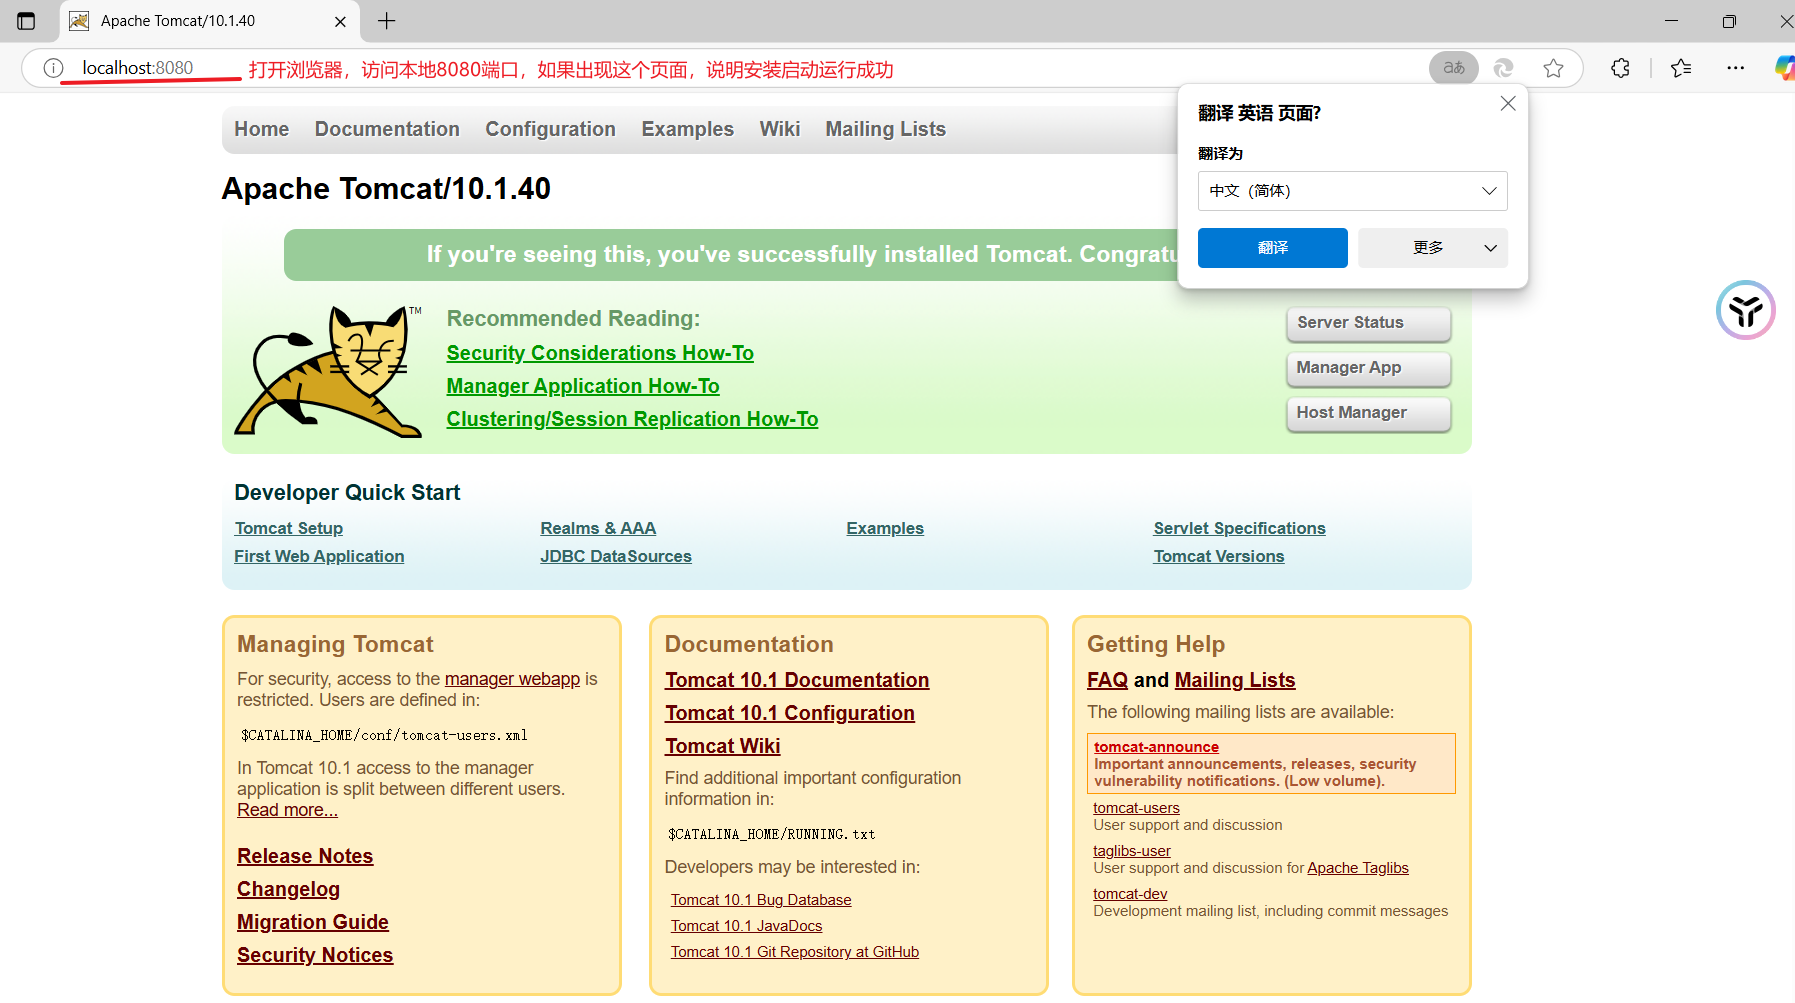 Apache Tomcat/10.1.40
localhost:8080
打开浏览器，访问本地8080端口，如果出现这个页面，说明安装启动运行成功
aあ
翻译 英语 页面?
翻译为
中文（简体）
翻译
更多
Home Documentation Configuration Examples Wiki Mailing Lists
Apache Tomcat/10.1.40
If you're seeing this, you've successfully installed Tomcat. Congratu
TM
Recommended Reading:
Security Considerations How-To
Manager Application How-To
Clustering/Session Replication How-To
Server Status
Manager App
Host Manager
Developer Quick Start
Tomcat Setup
First Web Application
Realms & AAA
JDBC DataSources
Examples
Servlet Specifications
Tomcat Versions
Managing Tomcat
For security, access to the manager webapp is
restricted. Users are defined in:
$CATALINA_HOME/conf/tomcat-users.xml
In Tomcat 10.1 access to the manager
application is split between different users.
Read more...
Release Notes
Changelog
Migration Guide
Security Notices
Documentation
Tomcat 10.1 Documentation
Tomcat 10.1 Configuration
Tomcat Wiki
Find additional important configuration
information in:
$CATALINA_HOME/RUNNING.txt
Developers may be interested in:
Tomcat 10.1 Bug Database
Tomcat 10.1 JavaDocs
Tomcat 10.1 Git Repository at GitHub
Getting Help
FAQ and Mailing Lists
The following mailing lists are available:
tomcat-announce
Important announcements, releases, security
vulnerability notifications. (Low volume).
tomcat-users
User support and discussion
taglibs-user
User support and discussion for Apache Taglibs
tomcat-dev
Development mailing list, including commit messages